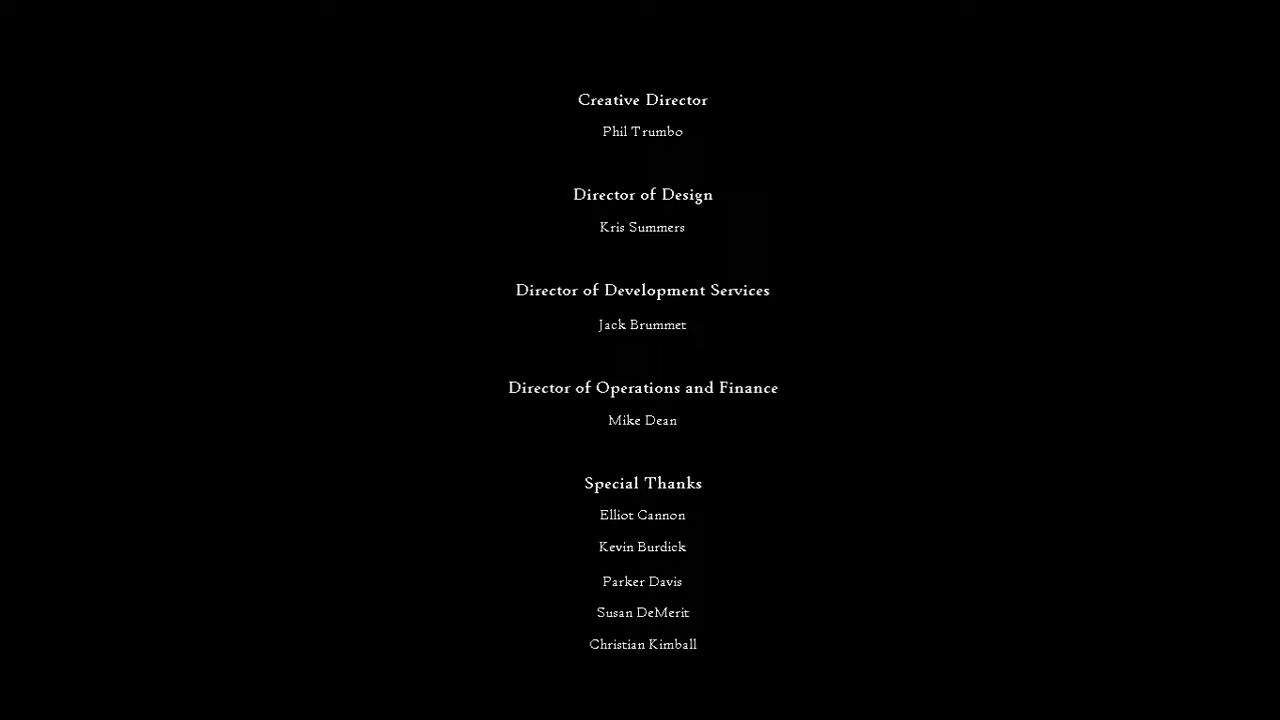 Creative Director
Phil Trumbo
Director of Design
Kris Summers
Director of Development Services
Jack Brummet
Director of Operations and Finance
Mike Dean
Special Thanks
Elliot Cannon
Kevin Burdick
Parker Davis
Susan DeMerit
Christian Kimball